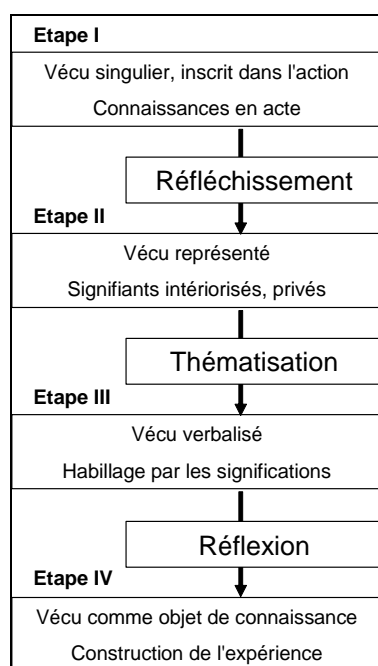 Etape I
Vécu singulier, inscrit dans l'action
Connaissances en acte
Réfléchissement
Etape II
Vécu représenté
Signifiants intériorisés, privés
Thématisation
Etape III
Vécu verbalisé
Habillage par les significations
Réflexion
Etape IV
Vécu comme objet de connaissance
Construction de l'expérience